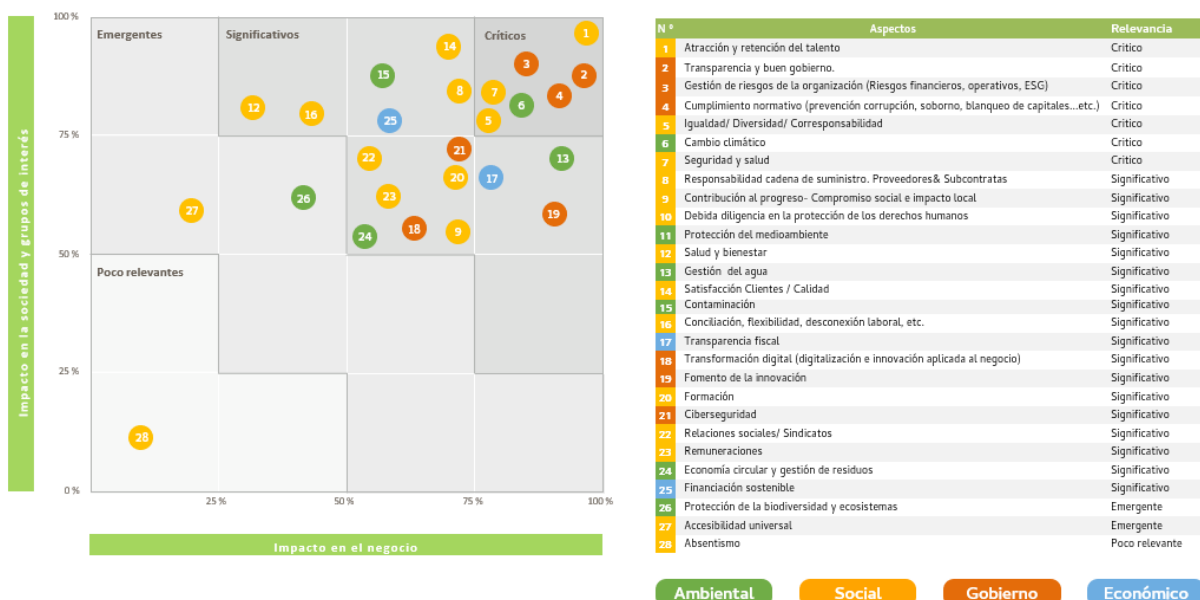 100 %
Emergentes
Significativos
Críticos
1
14
3
15
2
8
7
4
6
12
16
25
5
75 %
21
22
13
20
17
23
26
27
19
18
9
24
50 %
Poco relevantes
25 %
28
0 %
25 %
50 %
75 %
100 %
Impacto en la sociedad y grupos de interés
Impacto en el negocio
N º Aspectos Relevancia
1 Atracción y retención del talento Critico
2 Transparencia y buen gobierno. Critico
3 Gestión de riesgos de la organización (Riesgos financieros, operativos, ESG) Critico
4 Cumplimiento normativo (prevención corrupción, soborno, blanqueo de capitales...etc.) Critico
5 Igualdad/ Diversidad/ Corresponsabilidad Critico
6 Cambio climático Critico
7 Seguridad y salud Critico
8 Responsabilidad cadena de suministro. Proveedores& Subcontratas Significativo
9 Contribución al progreso- Compromiso social e impacto local Significativo
10 Debida diligencia en la protección de los derechos humanos Significativo
11 Protección del medioambiente Significativo
12 Salud y bienestar Significativo
13 Gestión del agua Significativo
14 Satisfacción Clientes / Calidad Significativo
15 Contaminación Significativo
16 Conciliación, flexibilidad, desconexión laboral, etc. Significativo
17 Transparencia fiscal Significativo
18 Transformación digital (digitalización e innovación aplicada al negocio) Significativo
19 Fomento de la innovación Significativo
20 Formación Significativo
21 Ciberseguridad Significativo
22 Relaciones sociales/ Sindicatos Significativo
23 Remuneraciones Significativo
24 Economía circular y gestión de residuos Significativo
25 Financiación sostenible Significativo
26 Protección de la biodiversidad y ecosistemas Emergente
27 Accesibilidad universal Emergente
28 Absentismo Poco relevante
Ambiental Social Gobierno Económico